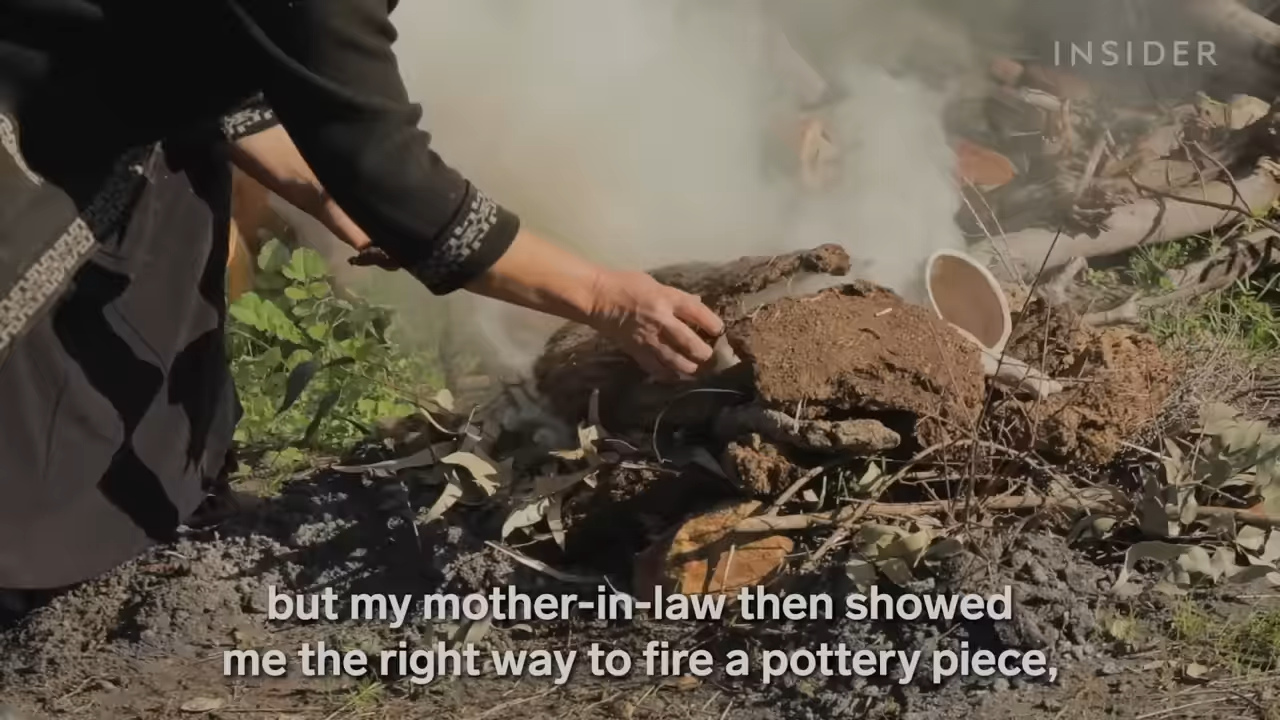 INSIDER
but my mother-in-law then showed
me the right way to fire a pottery piece,